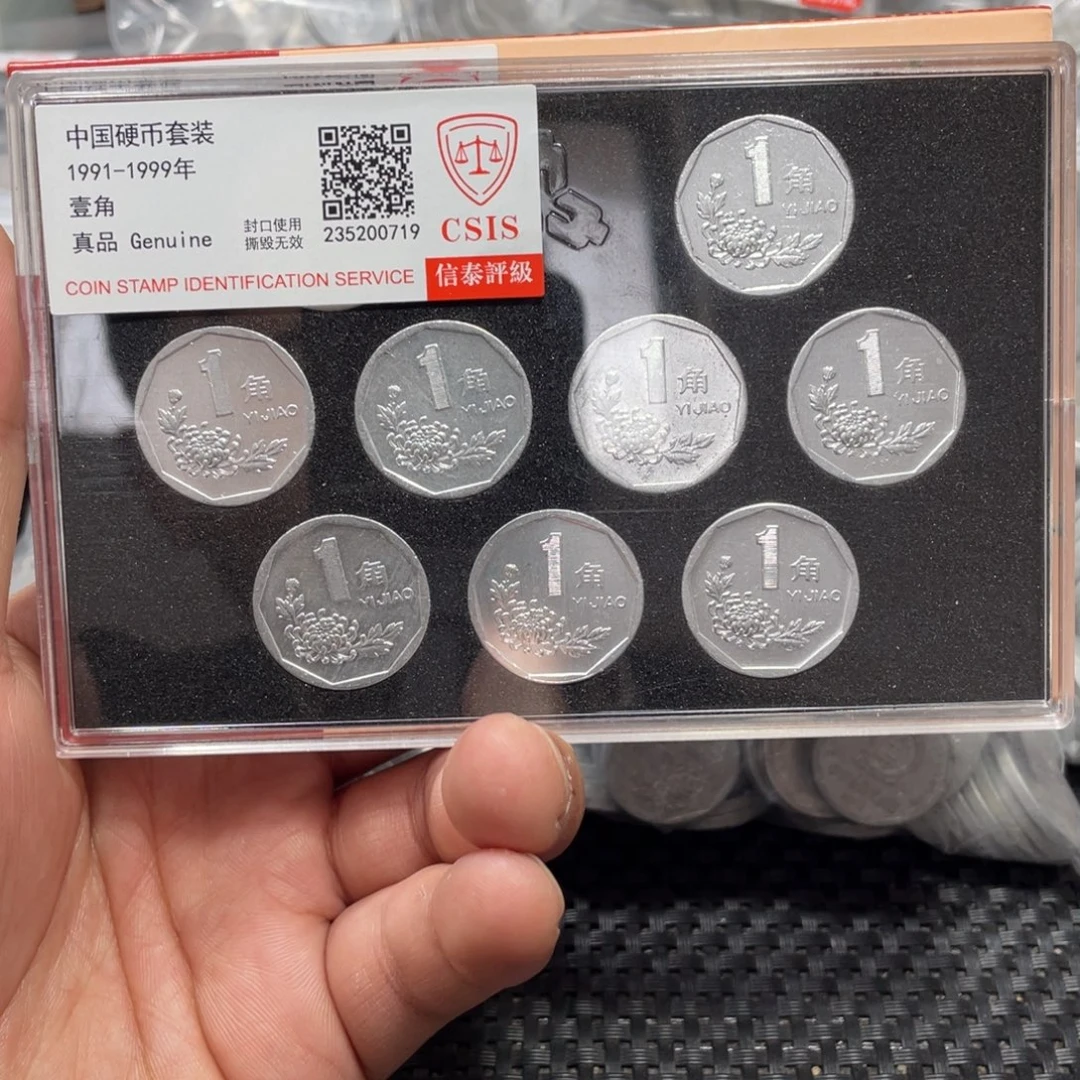 中国硬币套装
1991-1999年
壹角
真品 Genuine
封口使用
撕毁无效
235200719
CSIS
COIN STAMP IDENTIFICATION SERVICE
信泰評級
1角
YI JIAO
1角
YI JIAO
1角
YI JIAO
1角
YI JIAO
1角
YI JIAO
1角
YI JIAO
1角
YI JIAO
1角
YI JIAO